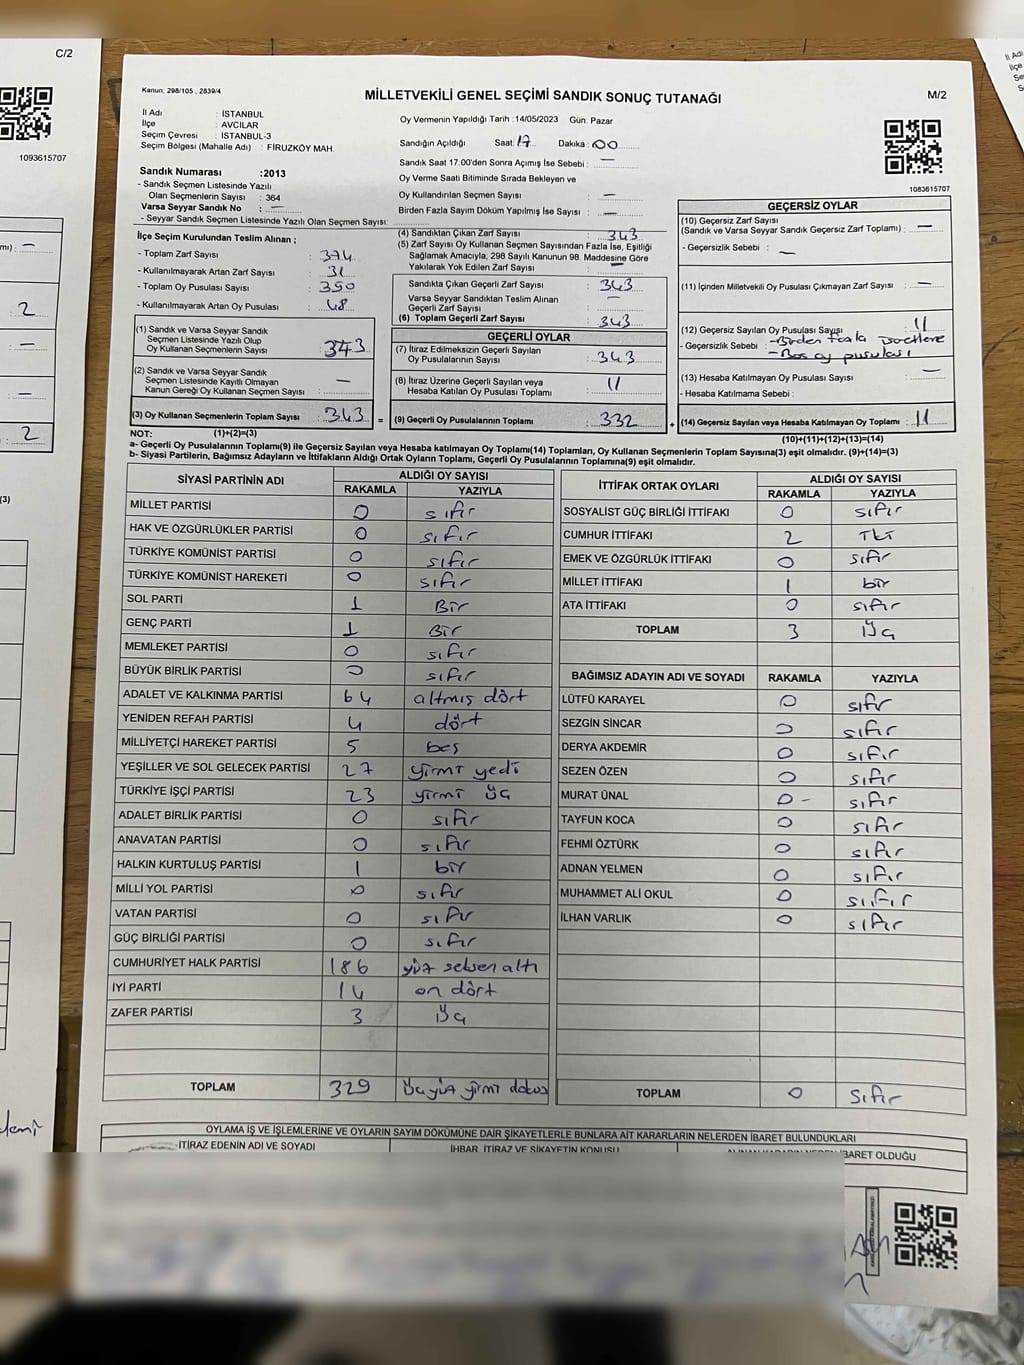 C/2
1093615707
Kanun; 298/105 , 2839/4
MİLLETVEKİLİ GENEL SEÇİMİ SANDIK SONUÇ TUTANAĞI
M/2
İl Adı : İSTANBUL
İlçe : AVCILAR
Seçim Çevresi : İSTANBUL-3
Seçim Bölgesi (Mahalle Adı) : FİRUZKÖY MAH.
Oy Vermenin Yapıldığı Tarih :14/05/2023 Gün: Pazar
Sandığın Açıldığı Saat: 17 Dakika: 00
Sandık Saat 17:00'den Sonra Açımış İse Sebebi : —
Oy Verme Saati Bitiminde Sırada Bekleyen ve
Oy Kullandırılan Seçmen Sayısı : —
Birden Fazla Sayım Döküm Yapılmış İse Sayısı : —
1083615707
Sandık Numarası :2013
- Sandık Seçmen Listesinde Yazılı
Olan Seçmenlerin Sayısı : 364
Varsa Seyyar Sandık No : —
- Seyyar Sandık Seçmen Listesinde Yazılı Olan Seçmen Sayısı:
İlçe Seçim Kurulundan Teslim Alınan ;
- Toplam Zarf Sayısı : 374
- Kullanılmayarak Artan Zarf Sayısı : 31
- Toplam Oy Pusulası Sayısı : 350
- Kullanılmayarak Artan Oy Pusulası : 48
(1) Sandık ve Varsa Seyyar Sandık
Seçmen Listesinde Yazılı Olup
Oy Kullanan Seçmenlerin Sayısı : 343
(2) Sandık ve Varsa Seyyar Sandık
Seçmen Listesinde Kayıtlı Olmayan
Kanun Gereği Oy Kullanan Seçmen Sayısı : —
(3) Oy Kullanan Seçmenlerin Toplam Sayısı : 343 =
(4) Sandıktan Çıkan Zarf Sayısı : 343
(5) Zarf Sayısı Oy Kullanan Seçmen Sayısından Fazla İse, Eşitliği
Sağlamak Amacıyla; 298 Sayılı Kanunun 98. Maddesine Göre
Yakılarak Yok Edilen Zarf Sayısı : —
Sandıkta Çıkan Geçerli Zarf Sayısı : 343
Varsa Seyyar Sandıktan Teslim Alınan
Geçerli Zarf Sayısı : —
(6) Toplam Geçerli Zarf Sayısı : 343
GEÇERLİ OYLAR
(7) İtiraz Edilmeksizin Geçerli Sayılan
Oy Pusulalarının Sayısı : 343
(8) İtiraz Üzerine Geçerli Sayılan veya
Hesaba Katılan Oy Pusulası Toplamı : 11
(9) Geçerli Oy Pusulalarının Toplamı : 332 +
GEÇERSİZ OYLAR
(10) Geçersiz Zarf Sayısı
(Sandık ve Varsa Seyyar Sandık Geçersiz Zarf Toplamı) : —
- Geçersizlik Sebebi : —
(11) İçinden Milletvekili Oy Pusulası Çıkmayan Zarf Sayısı : —
(12) Geçersiz Sayılan Oy Pusulası Sayısı : 11
- Geçersizlik Sebebi : -Birden fazla işaretleme
- Boş oy pusulası
(13) Hesaba Katılmayan Oy Pusulası Sayısı : —
- Hesaba Katılmama Sebebi :
(14) Geçersiz Sayılan veya Hesaba Katılmayan Oy Toplamı : 11
NOT: (1)+(2)=(3)
(10)+(11)+(12)+(13)=(14)
a- Geçerli Oy Pusulalarının Toplamı(9) ile Geçersiz Sayılan veya Hesaba katılmayan Oy Toplamı(14) Toplamları, Oy Kullanan Seçmenlerin Toplam Sayısına(3) eşit olmalıdır. (9)+(14)=(3)
b- Siyasi Partilerin, Bağımsız Adayların ve İttifakların Aldığı Ortak Oyların Toplamı, Geçerli Oy Pusulalarının Toplamına(9) eşit olmalıdır.
SİYASİ PARTİNİN ADI ALDIĞI OY SAYISI
RAKAMLA YAZIYLA
MİLLET PARTİSİ 0 sıfır
HAK VE ÖZGÜRLÜKLER PARTİSİ 0 sıfır
TÜRKİYE KOMÜNİST PARTİSİ 0 sıfır
TÜRKİYE KOMÜNİST HAREKETİ 0 sıfır
SOL PARTİ 1 Bir
GENÇ PARTİ 1 Bir
MEMLEKET PARTİSİ 0 sıfır
BÜYÜK BİRLİK PARTİSİ 0 sıfır
ADALET VE KALKINMA PARTİSİ 64 altmış dört
YENİDEN REFAH PARTİSİ 4 dört
MİLLİYETÇİ HAREKET PARTİSİ 5 beş
YEŞİLLER VE SOL GELECEK PARTİSİ 27 yirmi yedi
TÜRKİYE İŞÇİ PARTİSİ 23 yirmi üç
ADALET BİRLİK PARTİSİ 0 sıfır
ANAVATAN PARTİSİ 0 sıfır
HALKIN KURTULUŞ PARTİSİ 1 bir
MİLLİ YOL PARTİSİ 0 sıfır
VATAN PARTİSİ 0 sıfır
GÜÇ BİRLİĞİ PARTİSİ 0 sıfır
CUMHURİYET HALK PARTİSİ 186 yüz seksen altı
İYİ PARTİ 14 on dört
ZAFER PARTİSİ 3 üç
TOPLAM 329 üç yüz yirmi dokuz
İTTİFAK ORTAK OYLARI ALDIĞI OY SAYISI
RAKAMLA YAZIYLA
SOSYALİST GÜÇ BİRLİĞİ İTTİFAKI 0 sıfır
CUMHUR İTTİFAKI 2 İki
EMEK VE ÖZGÜRLÜK İTTİFAKI 0 sıfır
MİLLET İTTİFAKI 1 bir
ATA İTTİFAKI 0 sıfır
TOPLAM 3 üç
BAĞIMSIZ ADAYIN ADI VE SOYADI RAKAMLA YAZIYLA
LÜTFÜ KARAYEL 0 sıfır
SEZGİN SİNCAR 0 sıfır
DERYA AKDEMİR 0 sıfır
SEZEN ÖZEN 0 sıfır
MURAT ÜNAL 0 - sıfır
TAYFUN KOCA 0 sıfır
FEHMİ ÖZTÜRK 0 sıfır
ADNAN YELMEN 0 sıfır
MUHAMMET ALİ OKUL 0 sıfır
İLHAN VARLIK 0 sıfır
TOPLAM 0 sıfır
OYLAMA İŞ VE İŞLEMLERİNE VE OYLARIN SAYIM DÖKÜMÜNE DAİR ŞİKAYETLERLE BUNLARA AİT KARARLARIN NELERDEN İBARET BULUNDUKLARI
İTİRAZ EDENİN ADI VE SOYADI İHBAR, İTİRAZ VE ŞİKAYETİN KONUSU İBARET OLDUĞU